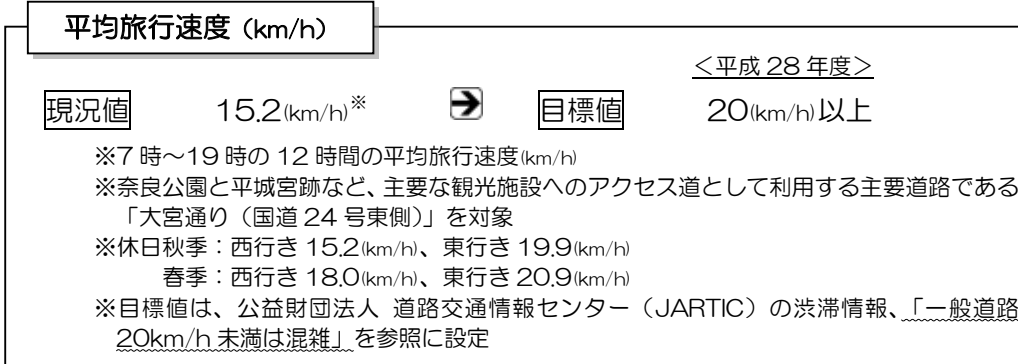 平均旅行速度（km/h）
＜平成 28 年度＞
現況値 15.2(km/h)※ → 目標値 20(km/h)以上
※7 時～19 時の 12 時間の平均旅行速度(km/h)
※奈良公園と平城宮跡など、主要な観光施設へのアクセス道として利用する主要道路である
「大宮通り（国道 24 号東側）」を対象
※休日秋季：西行き 15.2(km/h)、東行き 19.9(km/h)
春季：西行き 18.0(km/h)、東行き 20.9(km/h)
※目標値は、公益財団法人 道路交通情報センター（JARTIC）の渋滞情報、「一般道路
20km/h 未満は混雑」を参照に設定